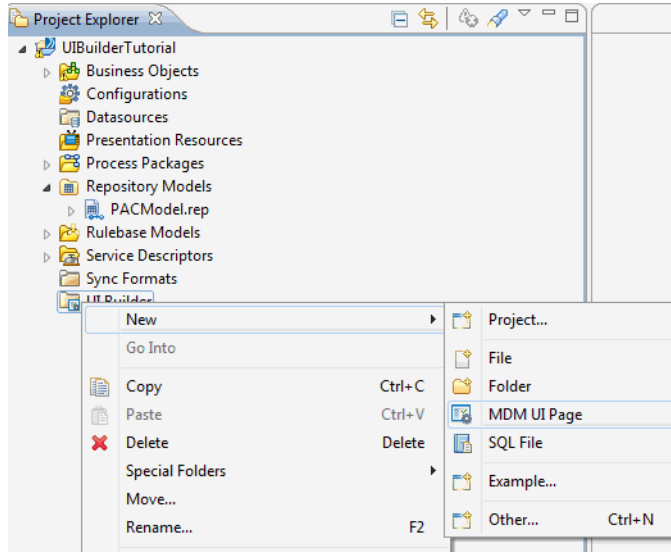 Project Explorer
UIBuilderTutorial
Business Objects
Configurations
Datasources
Presentation Resources
Process Packages
Repository Models
PACModel.rep
Rulebase Models
Service Descriptors
Sync Formats
UI Builder
New
Go Into
Copy Ctrl+C
Paste Ctrl+V
Delete Delete
Special Folders
Move...
Rename... F2
Project...
File
Folder
MDM UI Page
SQL File
Example...
Other... Ctrl+N